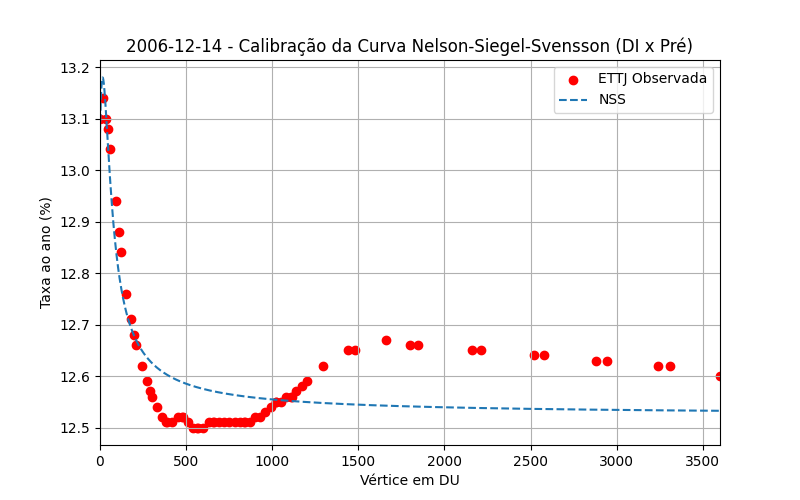 2006-12-14 - Calibração da Curva Nelson-Siegel-Svensson (DI x Pré)
ETTJ Observada
NSS
Taxa ao ano (%)
13.2
13.1
13.0
12.9
12.8
12.7
12.6
12.5
0 500 1000 1500 2000 2500 3000 3500
Vértice em DU